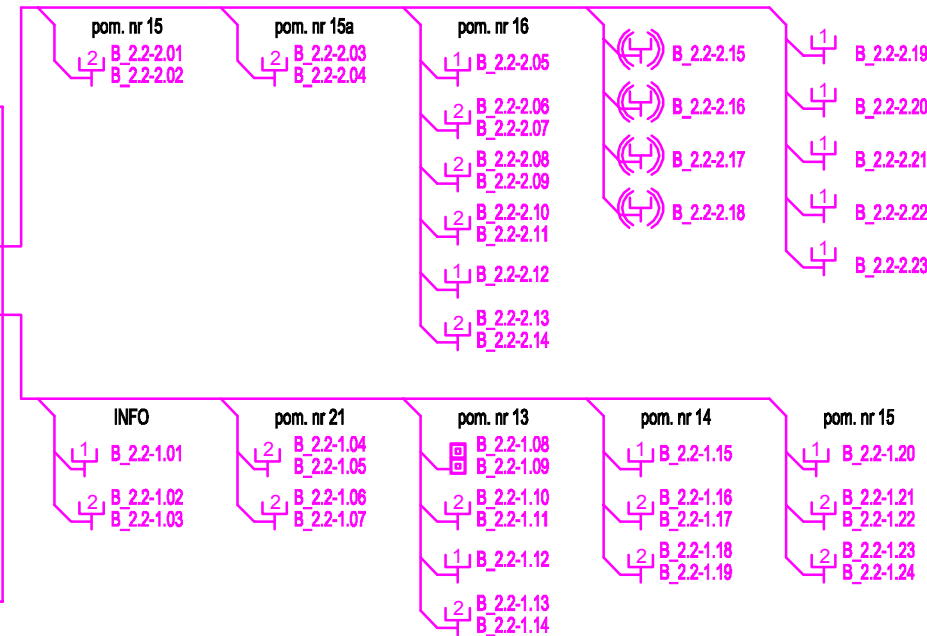 pom. nr 15
2 B_2.2-2.01
B_2.2-2.02
pom. nr 15a
2 B_2.2-2.03
B_2.2-2.04
pom. nr 16
1 B_2.2-2.05
2 B_2.2-2.06
B_2.2-2.07
2 B_2.2-2.08
B_2.2-2.09
2 B_2.2-2.10
B_2.2-2.11
1 B_2.2-2.12
2 B_2.2-2.13
B_2.2-2.14
B_2.2-2.15
B_2.2-2.16
B_2.2-2.17
B_2.2-2.18
1 B_2.2-2.19
1 B_2.2-2.20
1 B_2.2-2.21
1 B_2.2-2.22
1 B_2.2-2.23
INFO
1 B_2.2-1.01
2 B_2.2-1.02
B_2.2-1.03
pom. nr 21
2 B_2.2-1.04
B_2.2-1.05
2 B_2.2-1.06
B_2.2-1.07
pom. nr 13
B_2.2-1.08
B_2.2-1.09
2 B_2.2-1.10
B_2.2-1.11
1 B_2.2-1.12
2 B_2.2-1.13
B_2.2-1.14
pom. nr 14
1 B_2.2-1.15
2 B_2.2-1.16
B_2.2-1.17
2 B_2.2-1.18
B_2.2-1.19
pom. nr 15
1 B_2.2-1.20
2 B_2.2-1.21
B_2.2-1.22
2 B_2.2-1.23
B_2.2-1.24